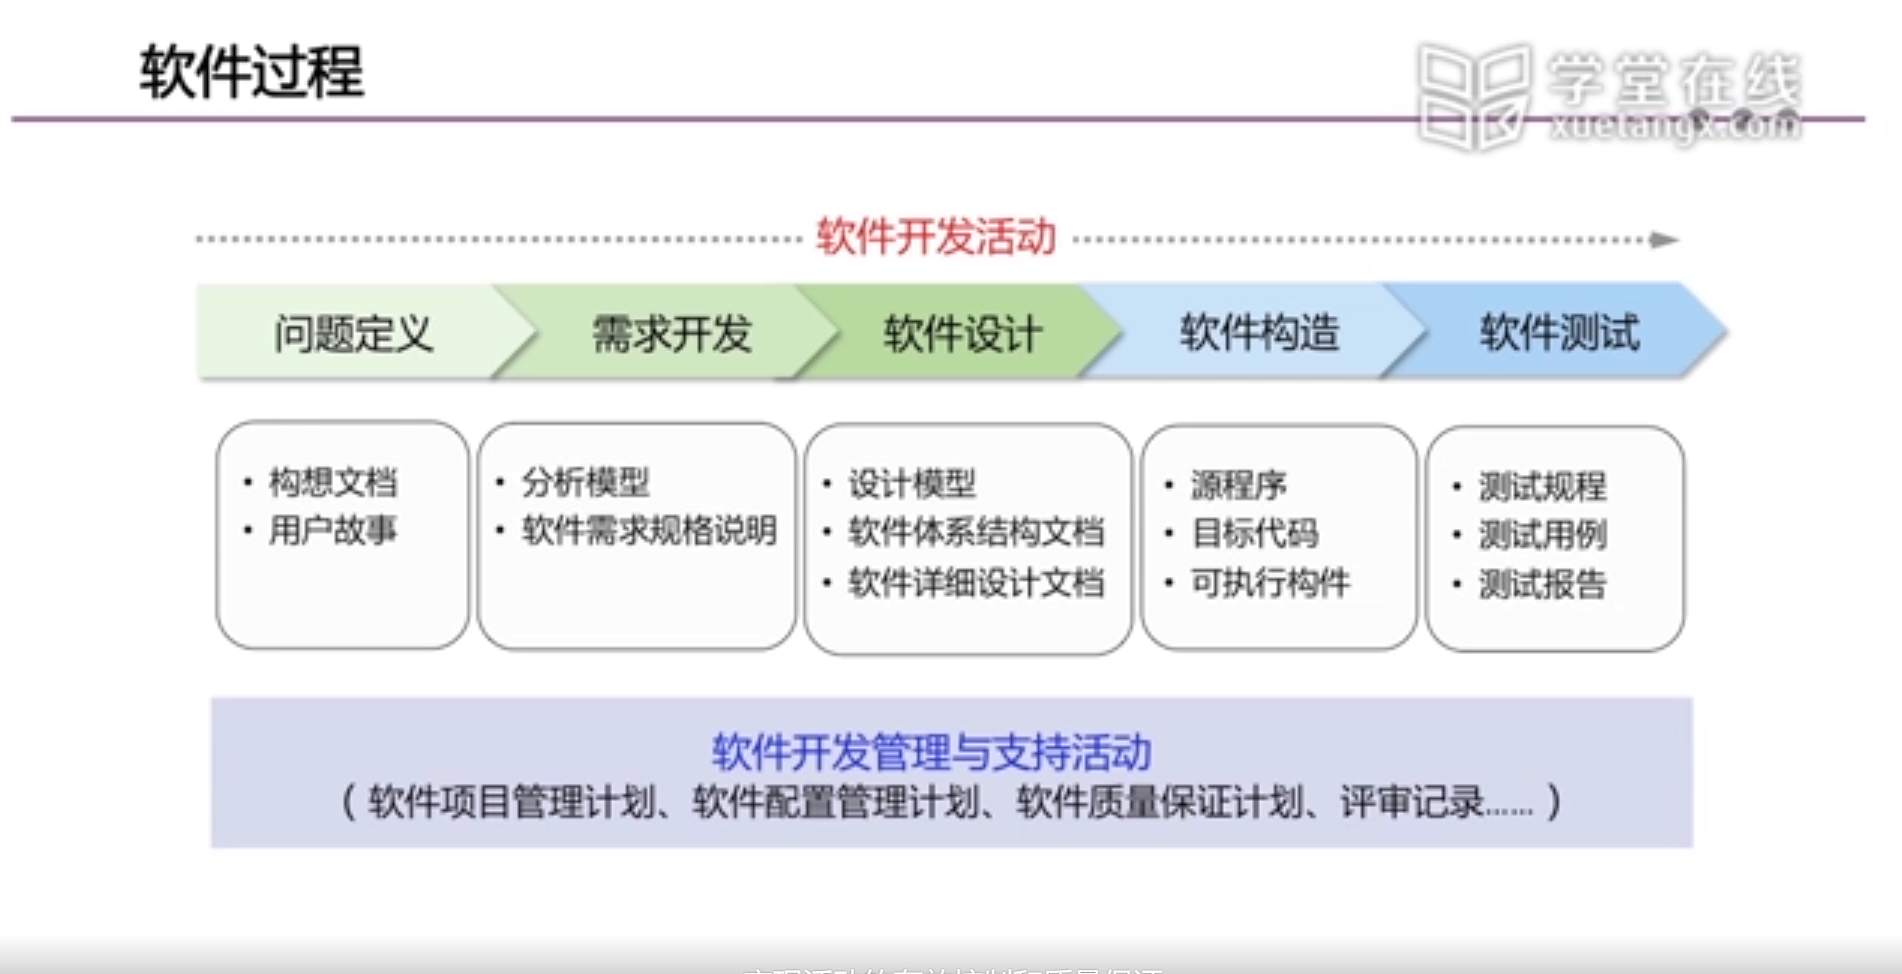 软件过程
学堂在线
xuetangx.com
软件开发活动
问题定义
需求开发
软件设计
软件构造
软件测试
• 构想文档
• 用户故事
• 分析模型
• 软件需求规格说明
• 设计模型
• 软件体系结构文档
• 软件详细设计文档
• 源程序
• 目标代码
• 可执行构件
• 测试规程
• 测试用例
• 测试报告
软件开发管理与支持活动
（软件项目管理计划、软件配置管理计划、软件质量保证计划、评审记录……）